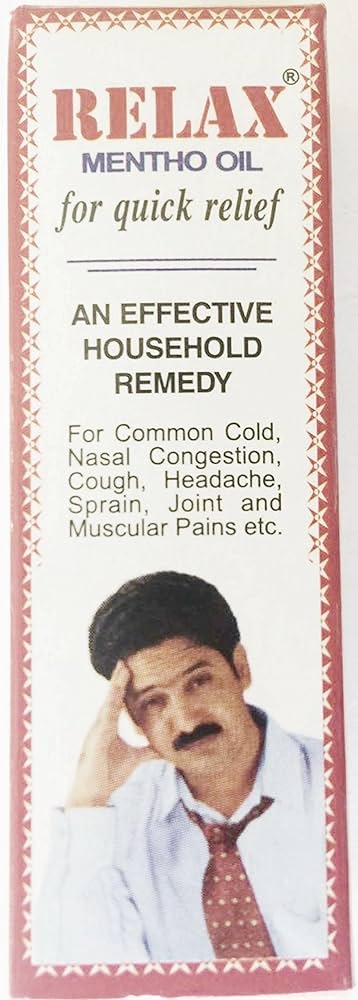 RELAX®
MENTHO OIL
for quick relief
AN EFFECTIVE
HOUSEHOLD
REMEDY
For Common Cold,
Nasal Congestion,
Cough, Headache,
Sprain, Joint and
Muscular Pains etc.